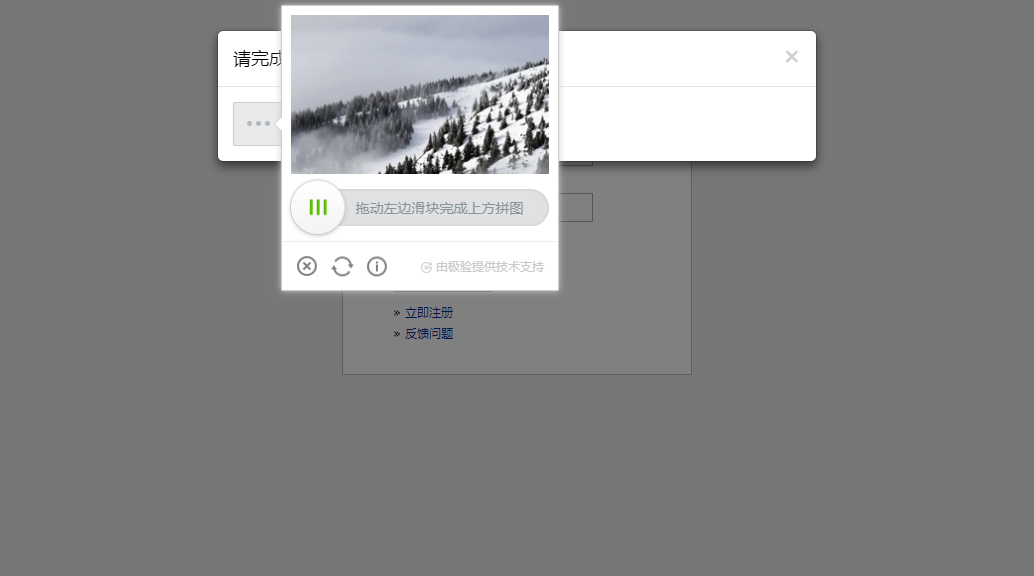 请完成
拖动左边滑块完成上方拼图
由极验提供技术支持
» 立即注册
» 反馈问题